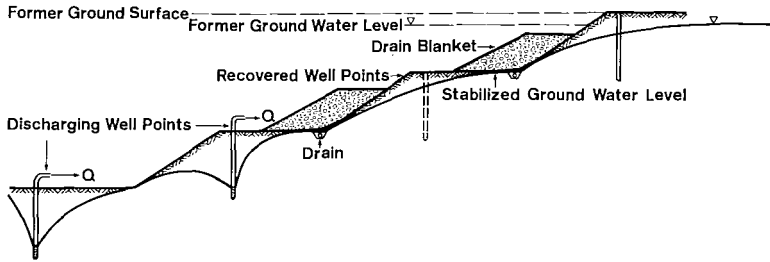 Former Ground Surface
Former Ground Water Level
Drain Blanket
Recovered Well Points
Stabilized Ground Water Level
Discharging Well Points
Q
Drain
Q